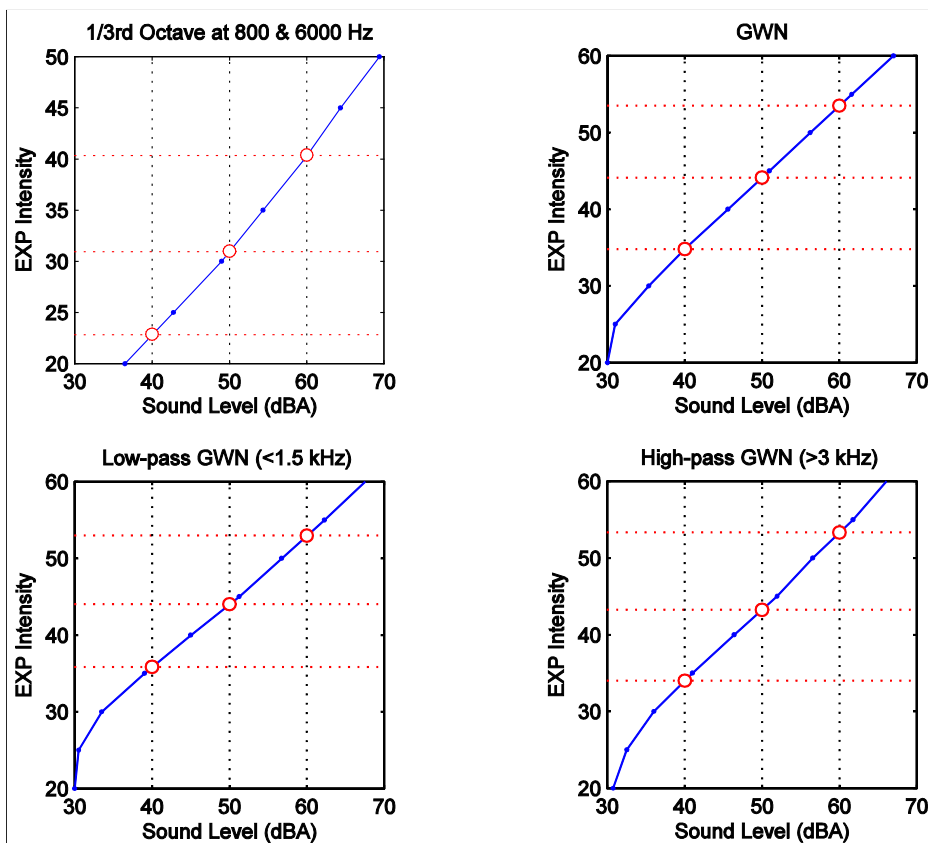 1/3rd Octave at 800 & 6000 Hz
50
45
40
35
30
25
20
EXP Intensity
30 40 50 60 70
Sound Level (dBA)
GWN
60
50
40
30
20
EXP Intensity
30 40 50 60 70
Sound Level (dBA)
Low-pass GWN (<1.5 kHz)
60
50
40
30
20
EXP Intensity
30 40 50 60 70
Sound Level (dBA)
High-pass GWN (>3 kHz)
60
50
40
30
20
EXP Intensity
30 40 50 60 70
Sound Level (dBA)